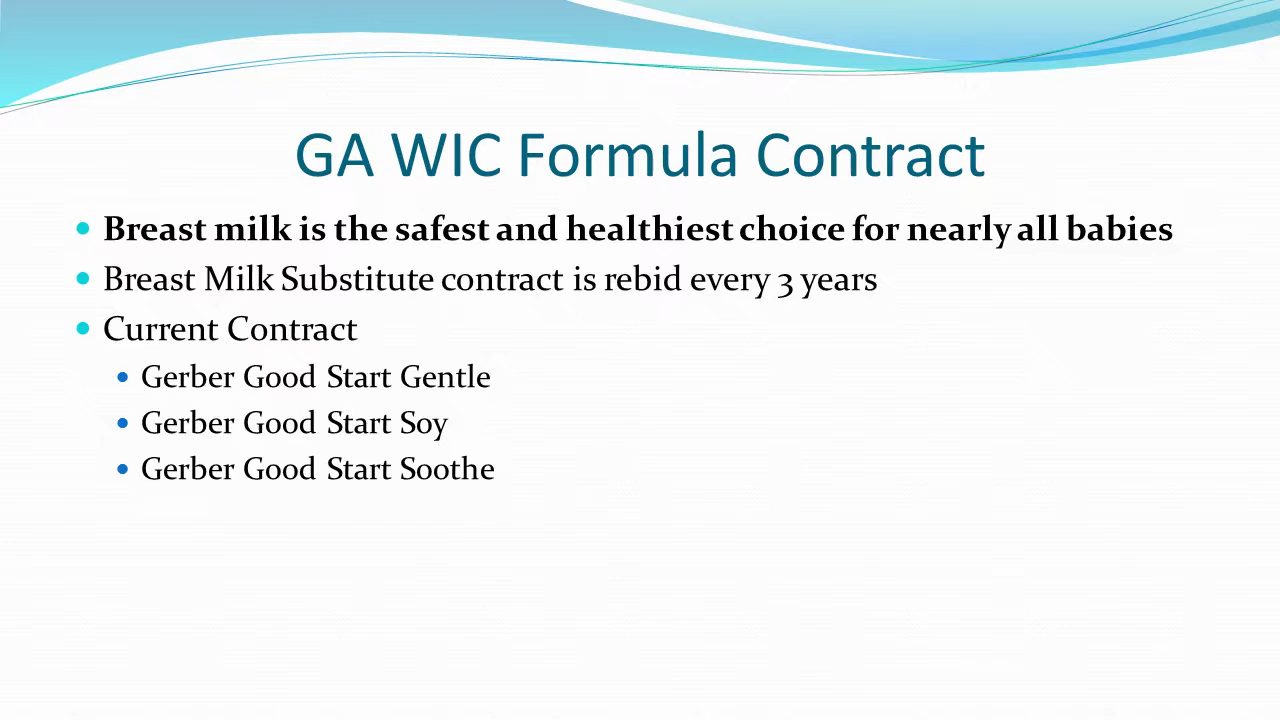 GA WIC Formula Contract
Breast milk is the safest and healthiest choice for nearly all babies
Breast Milk Substitute contract is rebid every 3 years
Current Contract
Gerber Good Start Gentle
Gerber Good Start Soy
Gerber Good Start Soothe